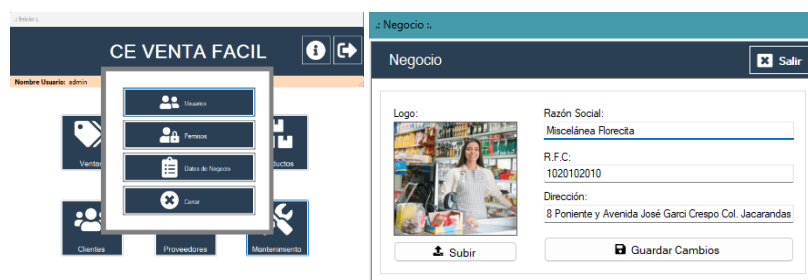 .: Inicio :.
CE VENTA FACIL
Nombre Usuario: admin
Usuarios
Permisos
Datos de Negocio
Cerrar
Ventas
ductos
Clientes
Proveedores
Mantenimiento
.: Negocio :.
Negocio
Salir
Logo:
Razón Social:
Miscelánea Florecita
R.F.C:
1020102010
Dirección:
8 Poniente y Avenida José Garci Crespo Col. Jacarandas
Subir
Guardar Cambios